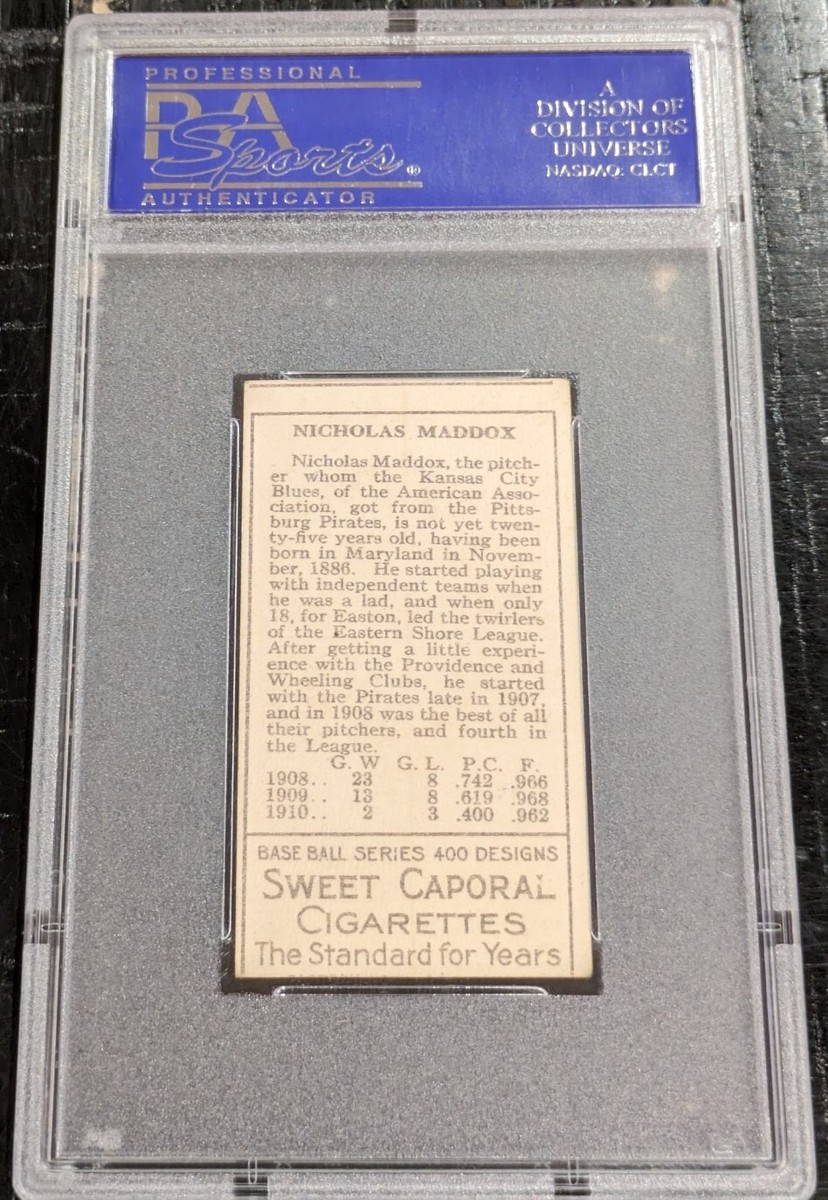 PROFESSIONAL
PSA
Sports®
AUTHENTICATOR
A
DIVISION OF
COLLECTORS
UNIVERSE
NASDAQ: CLCT
NICHOLAS MADDOX
Nicholas Maddox, the pitch-
er whom the Kansas City
Blues, of the American Asso-
ciation, got from the Pitts-
burg Pirates, is not yet twen-
ty-five years old, having been
born in Maryland in Novem-
ber, 1886. He started playing
with independent teams when
he was a lad, and when only
18, for Easton, led the twirlers
of the Eastern Shore League.
After getting a little experi-
ence with the Providence and
Wheeling Clubs, he started
with the Pirates late in 1907,
and in 1908 was the best of all
their pitchers, and fourth in
the League.
G. W G. L. P.C. F.
1908.. 23 8 .742 .966
1909.. 13 8 .619 .968
1910.. 2 3 .400 .962
BASE BALL SERIES 400 DESIGNS
SWEET CAPORAL
CIGARETTES
The Standard for Years